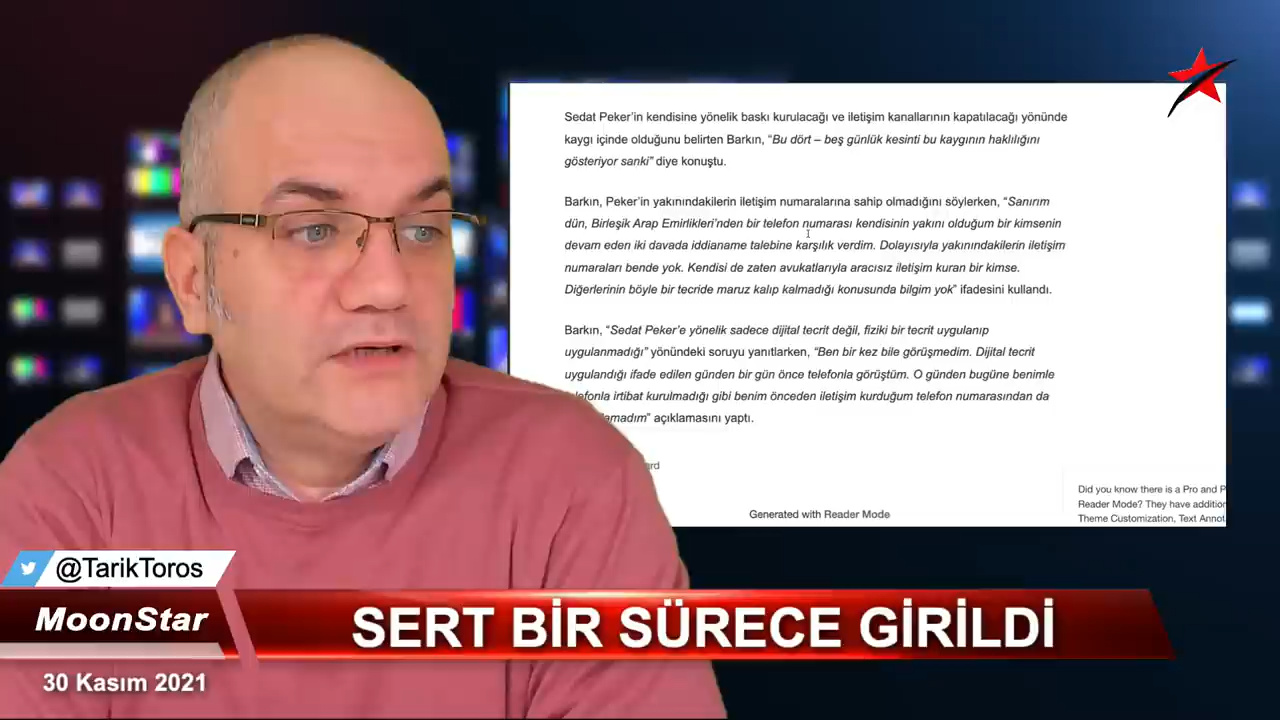 Sedat Peker'in kendisine yönelik baskı kurulacağı ve iletişim kanallarının kapatılacağı yönünde
kaygı içinde olduğunu belirten Barkın, “Bu dört – beş günlük kesinti bu kaygının haklılığını
gösteriyor sanki” diye konuştu.
Barkın, Peker'in yakınındakilerin iletişim numaralarına sahip olmadığını söylerken, “Sanırım
dün, Birleşik Arap Emirlikleri'nden bir telefon numarası kendisinin yakını olduğum bir kimsenin
devam eden iki davada iddianame talebine karşılık verdim. Dolayısıyla yakınındakilerin iletişim
numaraları bende yok. Kendisi de zaten avukatlarıyla aracısız iletişim kuran bir kimse.
Diğerlerinin böyle bir tecride maruz kalıp kalmadığı konusunda bilgim yok” ifadesini kullandı.
Barkın, “Sedat Peker'e yönelik sadece dijital tecrit değil, fiziki bir tecrit uygulanıp
uygulanmadığı” yönündeki soruyu yanıtlarken, “Ben bir kez bile görüşmedim. Dijital tecrit
uygulandığı ifade edilen günden bir gün önce telefonla görüştüm. O günden bugüne benimle
telefonla irtibat kurulmadığı gibi benim önceden iletişim kurduğum telefon numarasından da
amadım” açıklamasını yaptı.
rd
Generated with Reader Mode
Did you know there is a Pro and P
Reader Mode? They have addition
Theme Customization, Text Annot
@TarikToros
MoonStar
SERT BİR SÜRECE GİRİLDİ
30 Kasım 2021